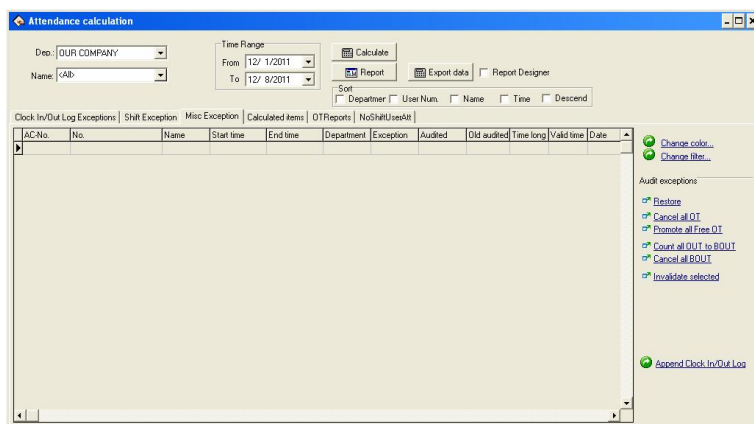 Attendance calculation
Dep.: OUR COMPANY
Name: <All>
Time Range
From 12/ 1/2011
To 12/ 8/2011
Calculate
Report Export data Report Designer
Sort
Departmer User Num. Name Time Descend
Clock In/Out Log Exceptions Shift Exception Misc Exception Calculated items OTReports NoShiftUserAtt
AC-No. No. Name Start time End time Department Exception Audited Old audited Time long Valid time Date
Change color...
Change filter...
Audit exceptions
Restore
Cancel all OT
Promote all Free OT
Count all OUT to BOUT
Cancel all BOUT
Invalidate selected
Append Clock In/Out Log